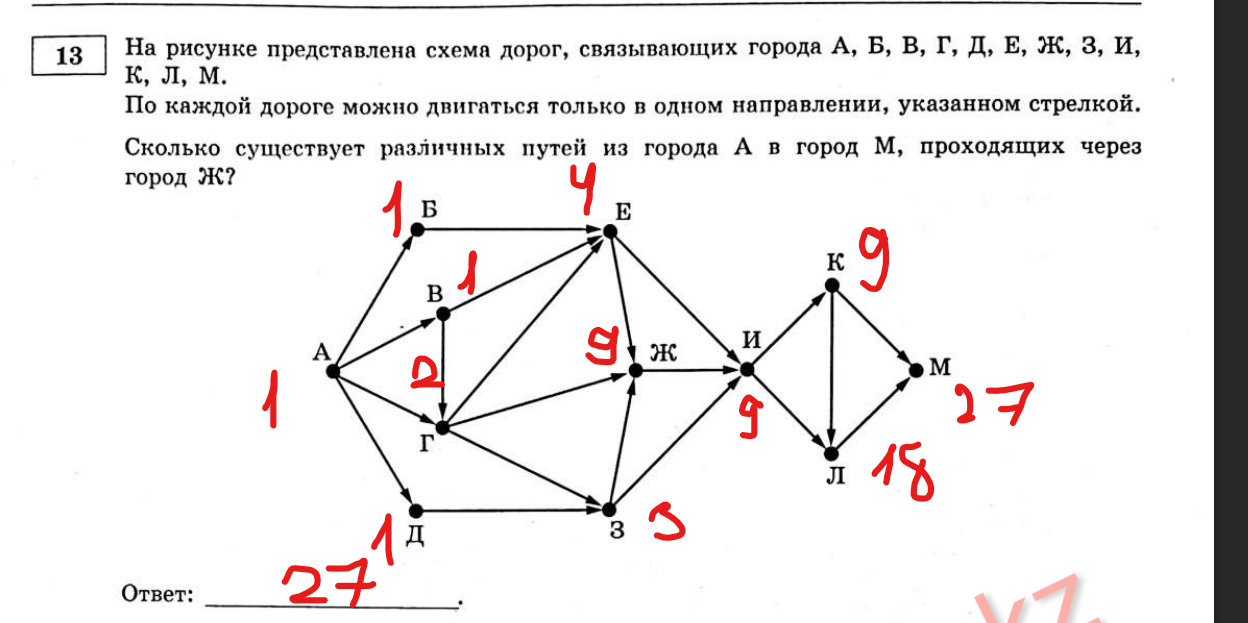 13
На рисунке представлена схема дорог, связывающих города А, Б, В, Г, Д, Е, Ж, З, И,
К, Л, М.
По каждой дороге можно двигаться только в одном направлении, указанном стрелкой.
Сколько существует различных путей из города А в город М, проходящих через
город Ж?
1 Б
4 Е
В 1
К 9
А
1
2
9 Ж
И
9
М
27
Г
Л 18
Д
1
З 3
Ответ: 27.